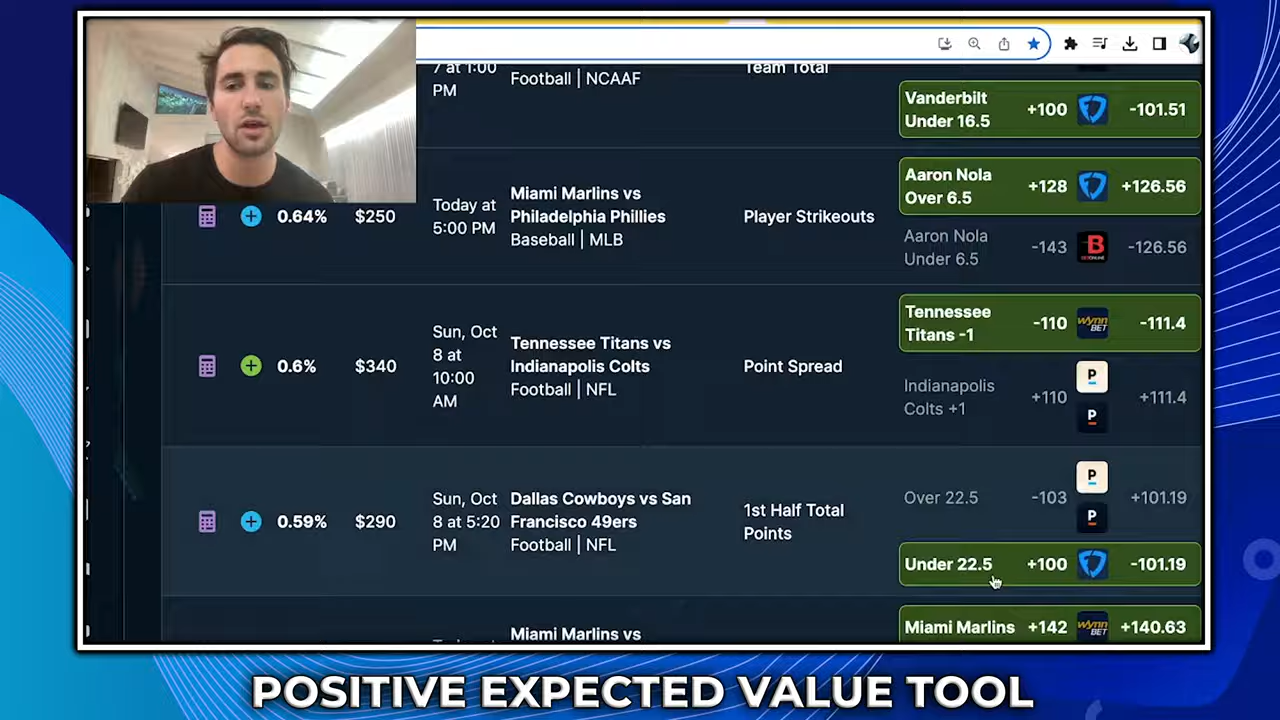 7 at 1:00
PM
Football | NCAAF
Team Total
Vanderbilt
Under 16.5
+100
-101.51
0.64%
$250
Today at
5:00 PM
Miami Marlins vs
Philadelphia Phillies
Baseball | MLB
Player Strikeouts
Aaron Nola
Over 6.5
+128
+126.56
Aaron Nola
Under 6.5
-143
B
BETONLINE
-126.56
0.6%
$340
Sun, Oct
8 at
10:00
AM
Tennessee Titans vs
Indianapolis Colts
Football | NFL
Point Spread
Tennessee
Titans -1
-110
WYNN
BET
-111.4
Indianapolis
Colts +1
+110
P
P
+111.4
0.59%
$290
Sun, Oct
8 at 5:20
PM
Dallas Cowboys vs San
Francisco 49ers
Football | NFL
1st Half Total
Points
Over 22.5
-103
P
P
+101.19
Under 22.5
+100
-101.19
Miami Marlins vs
Miami Marlins
+142
WYNN
BET
+140.63
POSITIVE EXPECTED VALUE TOOL